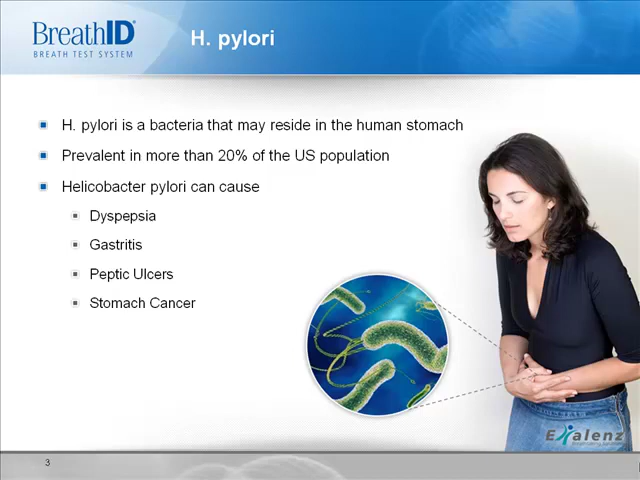 BreathID®
BREATH TEST SYSTEM
H. pylori
H. pylori is a bacteria that may reside in the human stomach
Prevalent in more than 20% of the US population
Helicobacter pylori can cause
Dyspepsia
Gastritis
Peptic Ulcers
Stomach Cancer
Exalenz
3